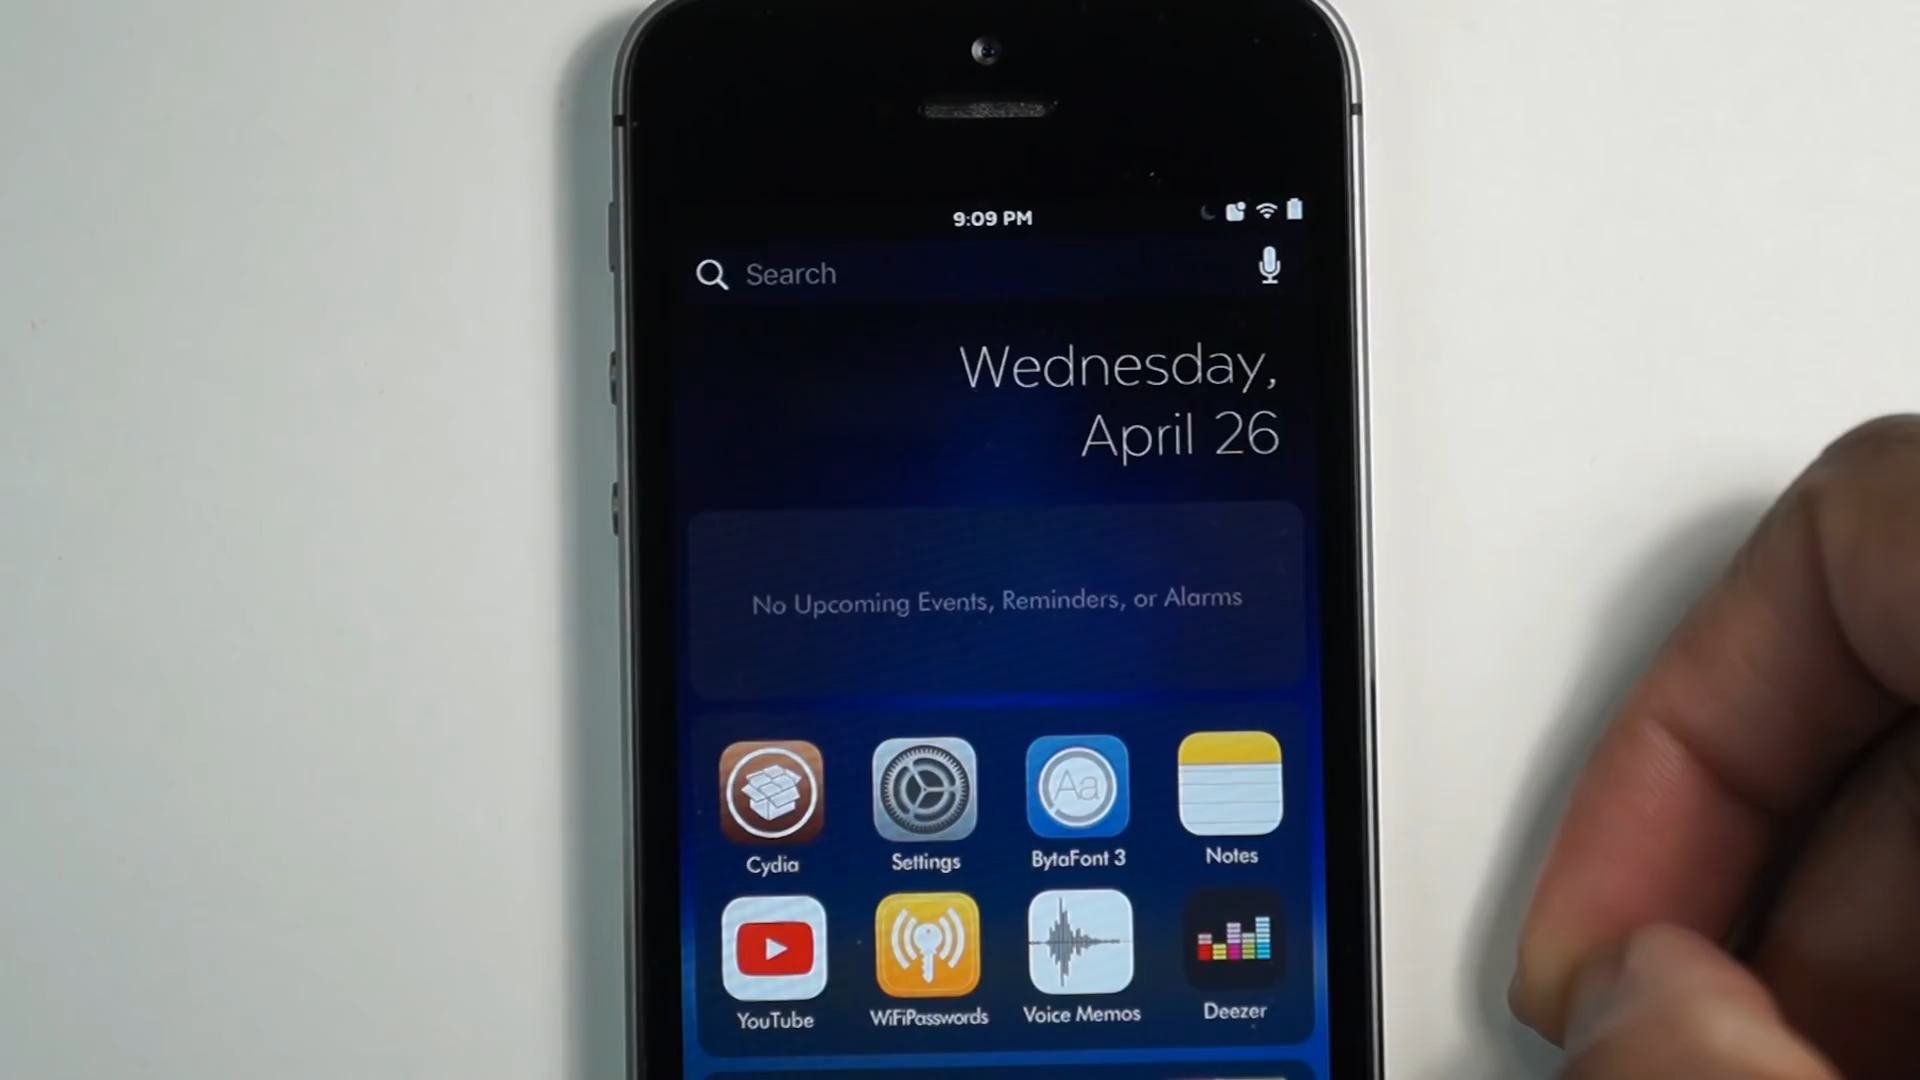 9:09 PM
Search
Wednesday,
April 26
No Upcoming Events, Reminders, or Alarms
Cydia Settings BytaFont 3 Notes
Aa
YouTube WiFiPasswords Voice Memos Deezer